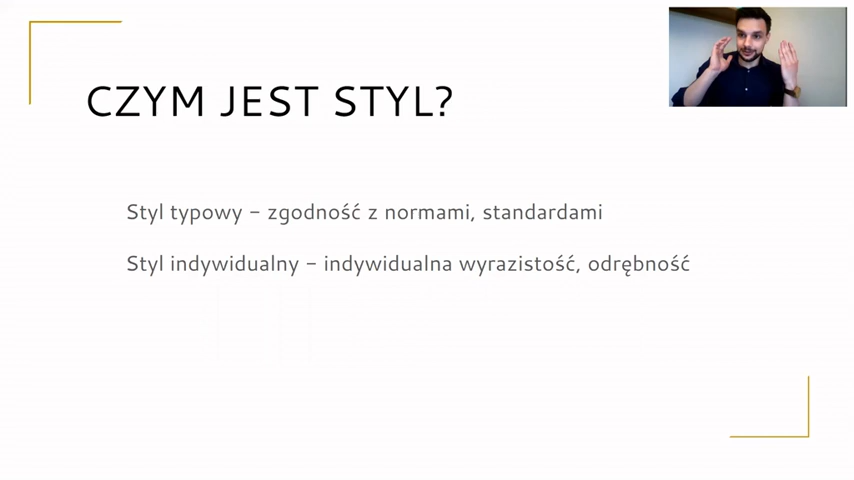 CZYM JEST STYL?
Styl typowy – zgodność z normami, standardami
Styl indywidualny – indywidualna wyrazistość, odrębność